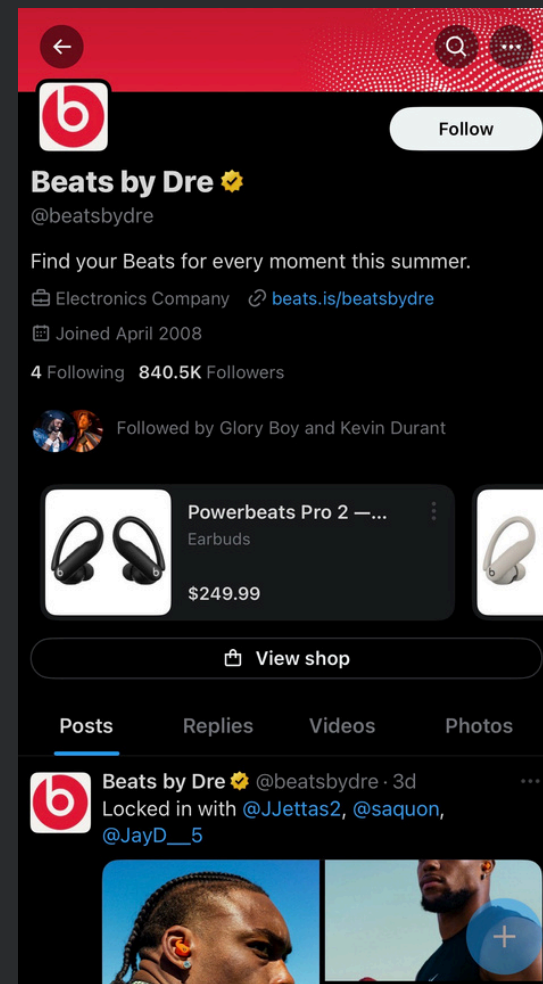 Follow
Beats by Dre
@beatsbydre
Find your Beats for every moment this summer.
Electronics Company beats.is/beatsbydre
Joined April 2008
4 Following 840.5K Followers
Followed by Glory Boy and Kevin Durant
Powerbeats Pro 2 —...
Earbuds
$249.99
View shop
Posts Replies Videos Photos
Beats by Dre @beatsbydre · 3d
Locked in with @JJettas2, @saquon,
@JayD__5